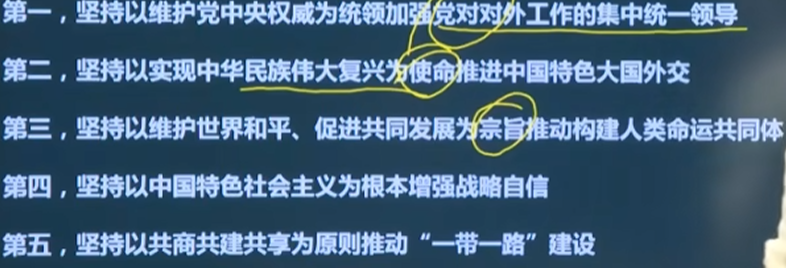 第一，坚持以维护党中央权威为统领加强党对对外工作的集中统一领导
第二，坚持以实现中华民族伟大复兴为使命推进中国特色大国外交
第三，坚持以维护世界和平、促进共同发展为宗旨推动构建人类命运共同体
第四，坚持以中国特色社会主义为根本增强战略自信
第五，坚持以共商共建共享为原则推动“一带一路”建设